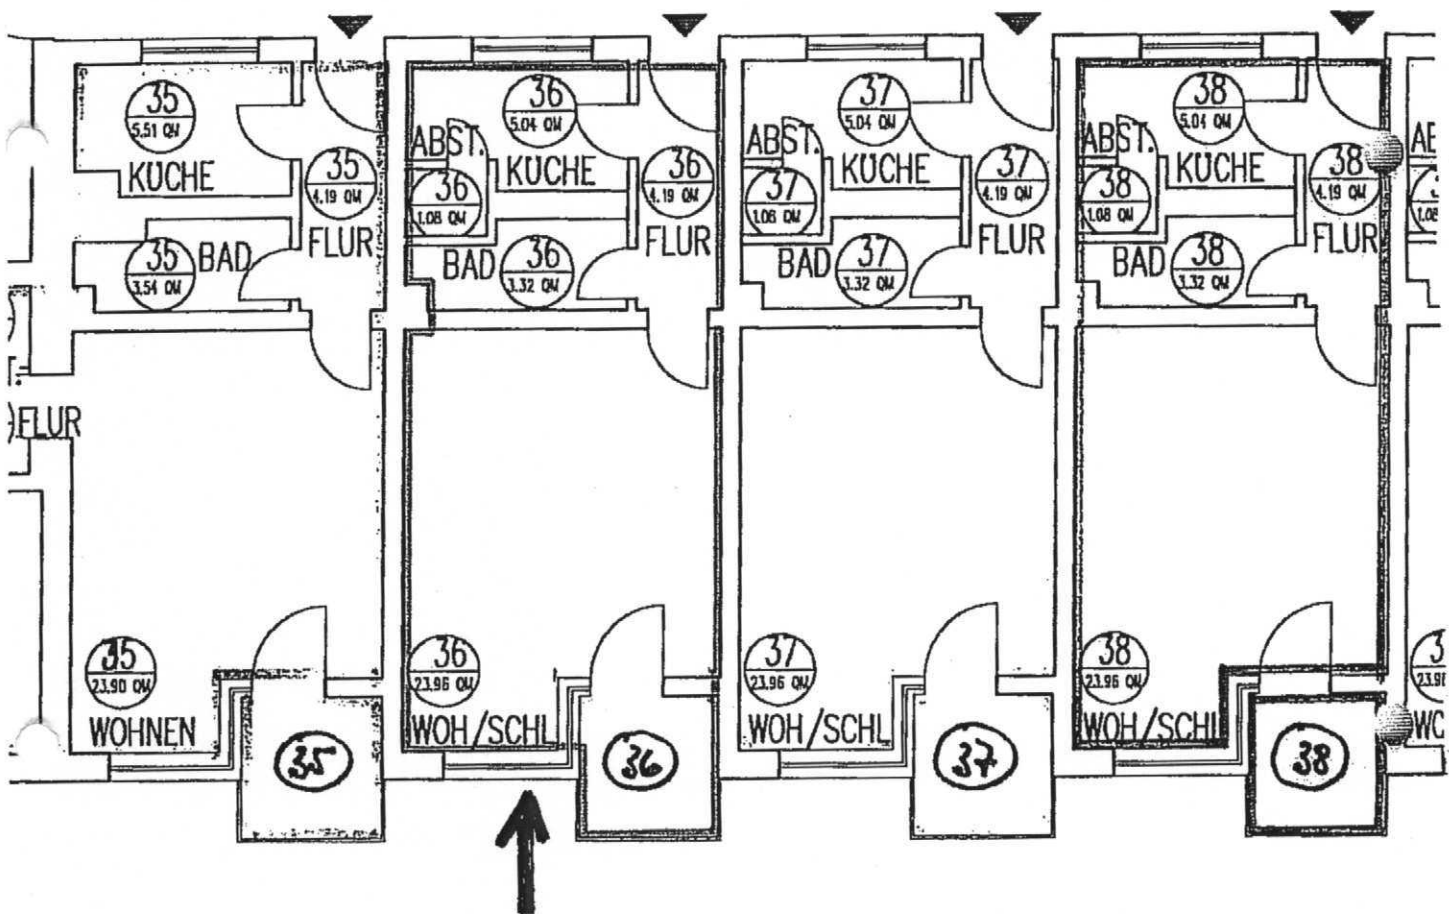 35
5.51 QM
KÜCHE
35
4.19 QM
FLUR
35
3.54 QM
BAD
35
23.90 QM
WOHNEN
35
36
5.04 QM
KÜCHE
ABST.
36
1.08 QM
36
4.19 QM
FLUR
BAD
36
3.32 QM
36
23.96 QM
WOH/SCHL
36
37
5.04 QM
KÜCHE
ABST.
37
1.08 QM
37
4.19 QM
FLUR
BAD
37
3.32 QM
37
23.96 QM
WOH/SCHL
37
38
5.04 QM
KÜCHE
ABST.
38
1.08 QM
38
4.19 QM
FLUR
BAD
38
3.32 QM
38
23.96 QM
WOH/SCHL
38
FLUR